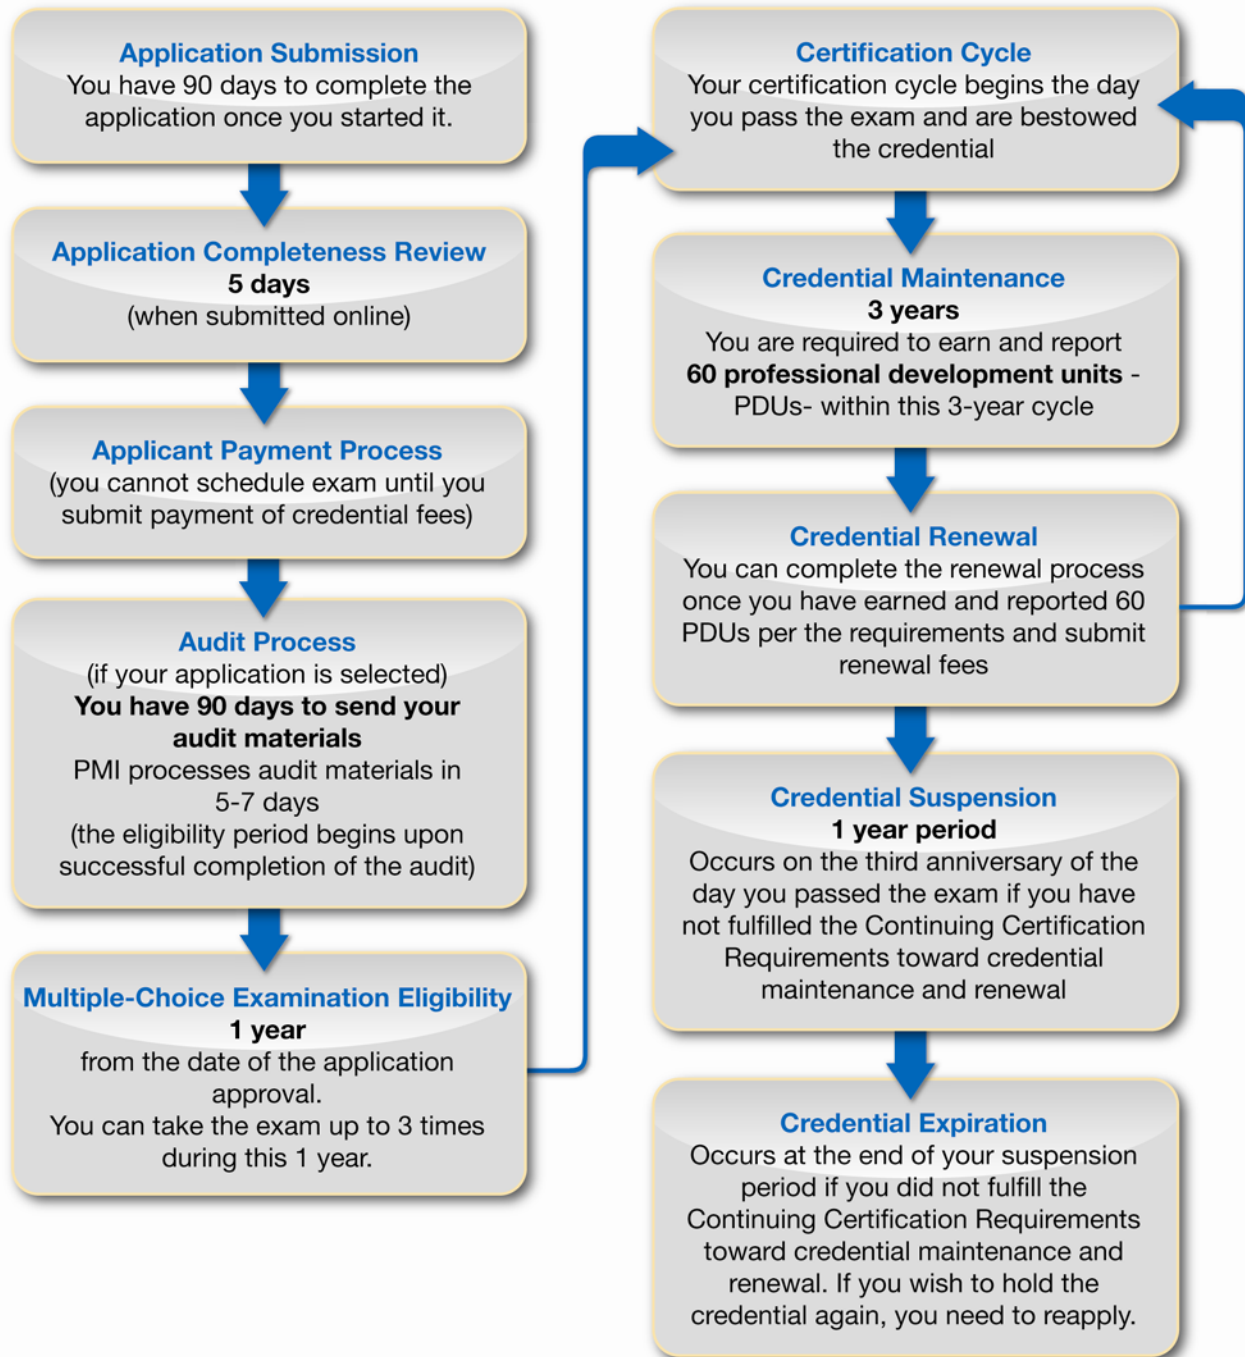 Application Submission
You have 90 days to complete the
application once you started it.
Application Completeness Review
5 days
(when submitted online)
Applicant Payment Process
(you cannot schedule exam until you
submit payment of credential fees)
Audit Process
(if your application is selected)
You have 90 days to send your
audit materials
PMI processes audit materials in
5-7 days
(the eligibility period begins upon
successful completion of the audit)
Multiple-Choice Examination Eligibility
1 year
from the date of the application
approval.
You can take the exam up to 3 times
during this 1 year.
Certification Cycle
Your certification cycle begins the day
you pass the exam and are bestowed
the credential
Credential Maintenance
3 years
You are required to earn and report
60 professional development units -
PDUs- within this 3-year cycle
Credential Renewal
You can complete the renewal process
once you have earned and reported 60
PDUs per the requirements and submit
renewal fees
Credential Suspension
1 year period
Occurs on the third anniversary of the
day you passed the exam if you have
not fulfilled the Continuing Certification
Requirements toward credential
maintenance and renewal
Credential Expiration
Occurs at the end of your suspension
period if you did not fulfill the
Continuing Certification Requirements
toward credential maintenance and
renewal. If you wish to hold the
credential again, you need to reapply.